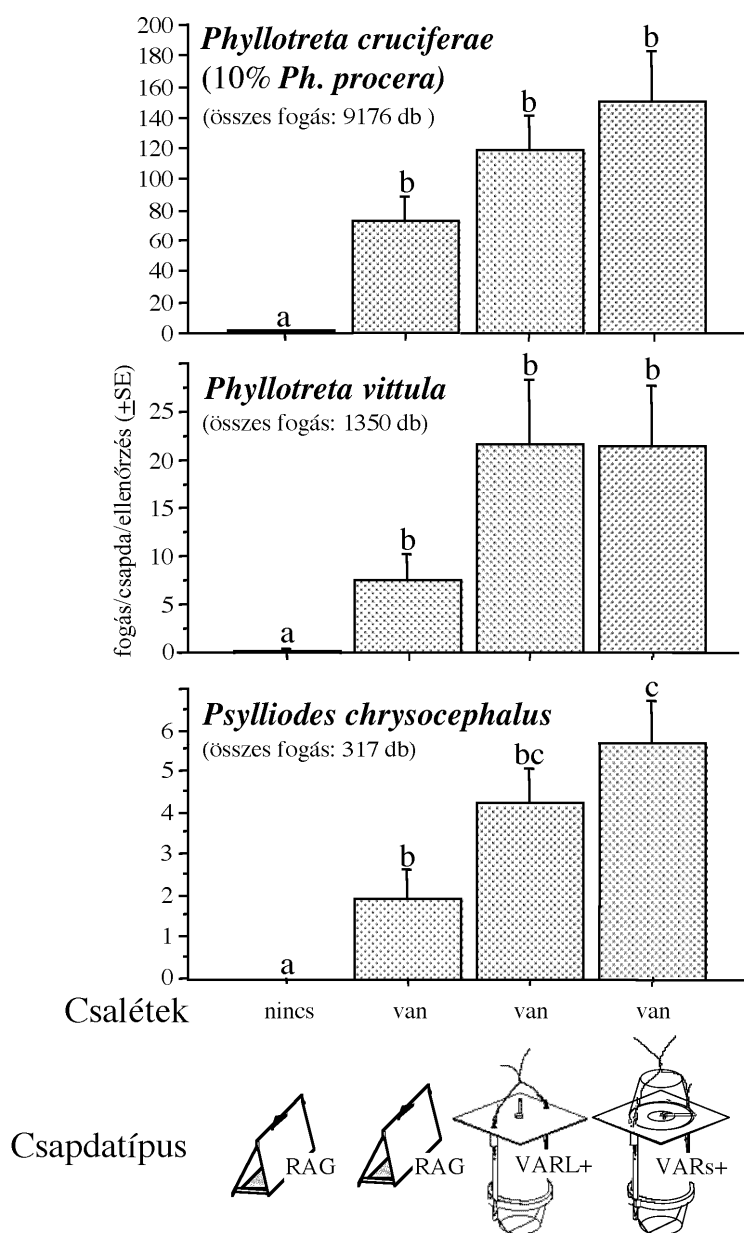 Phyllotreta cruciferae
(10% Ph. procera)
(összes fogás: 9176 db )
200
180
160
140
120
100
80
60
40
20
0
a
b
b
b
fogás/csapda/ellenőrzés (±SE)
Phyllotreta vittula
(összes fogás: 1350 db)
25
20
15
10
5
0
a
b
b
b
Psylliodes chrysocephalus
(összes fogás: 317 db)
6
5
4
3
2
1
0
a
b
bc
c
Csalétek nincs van van van
Csapdatípus RAG RAG VARL+ VARs+